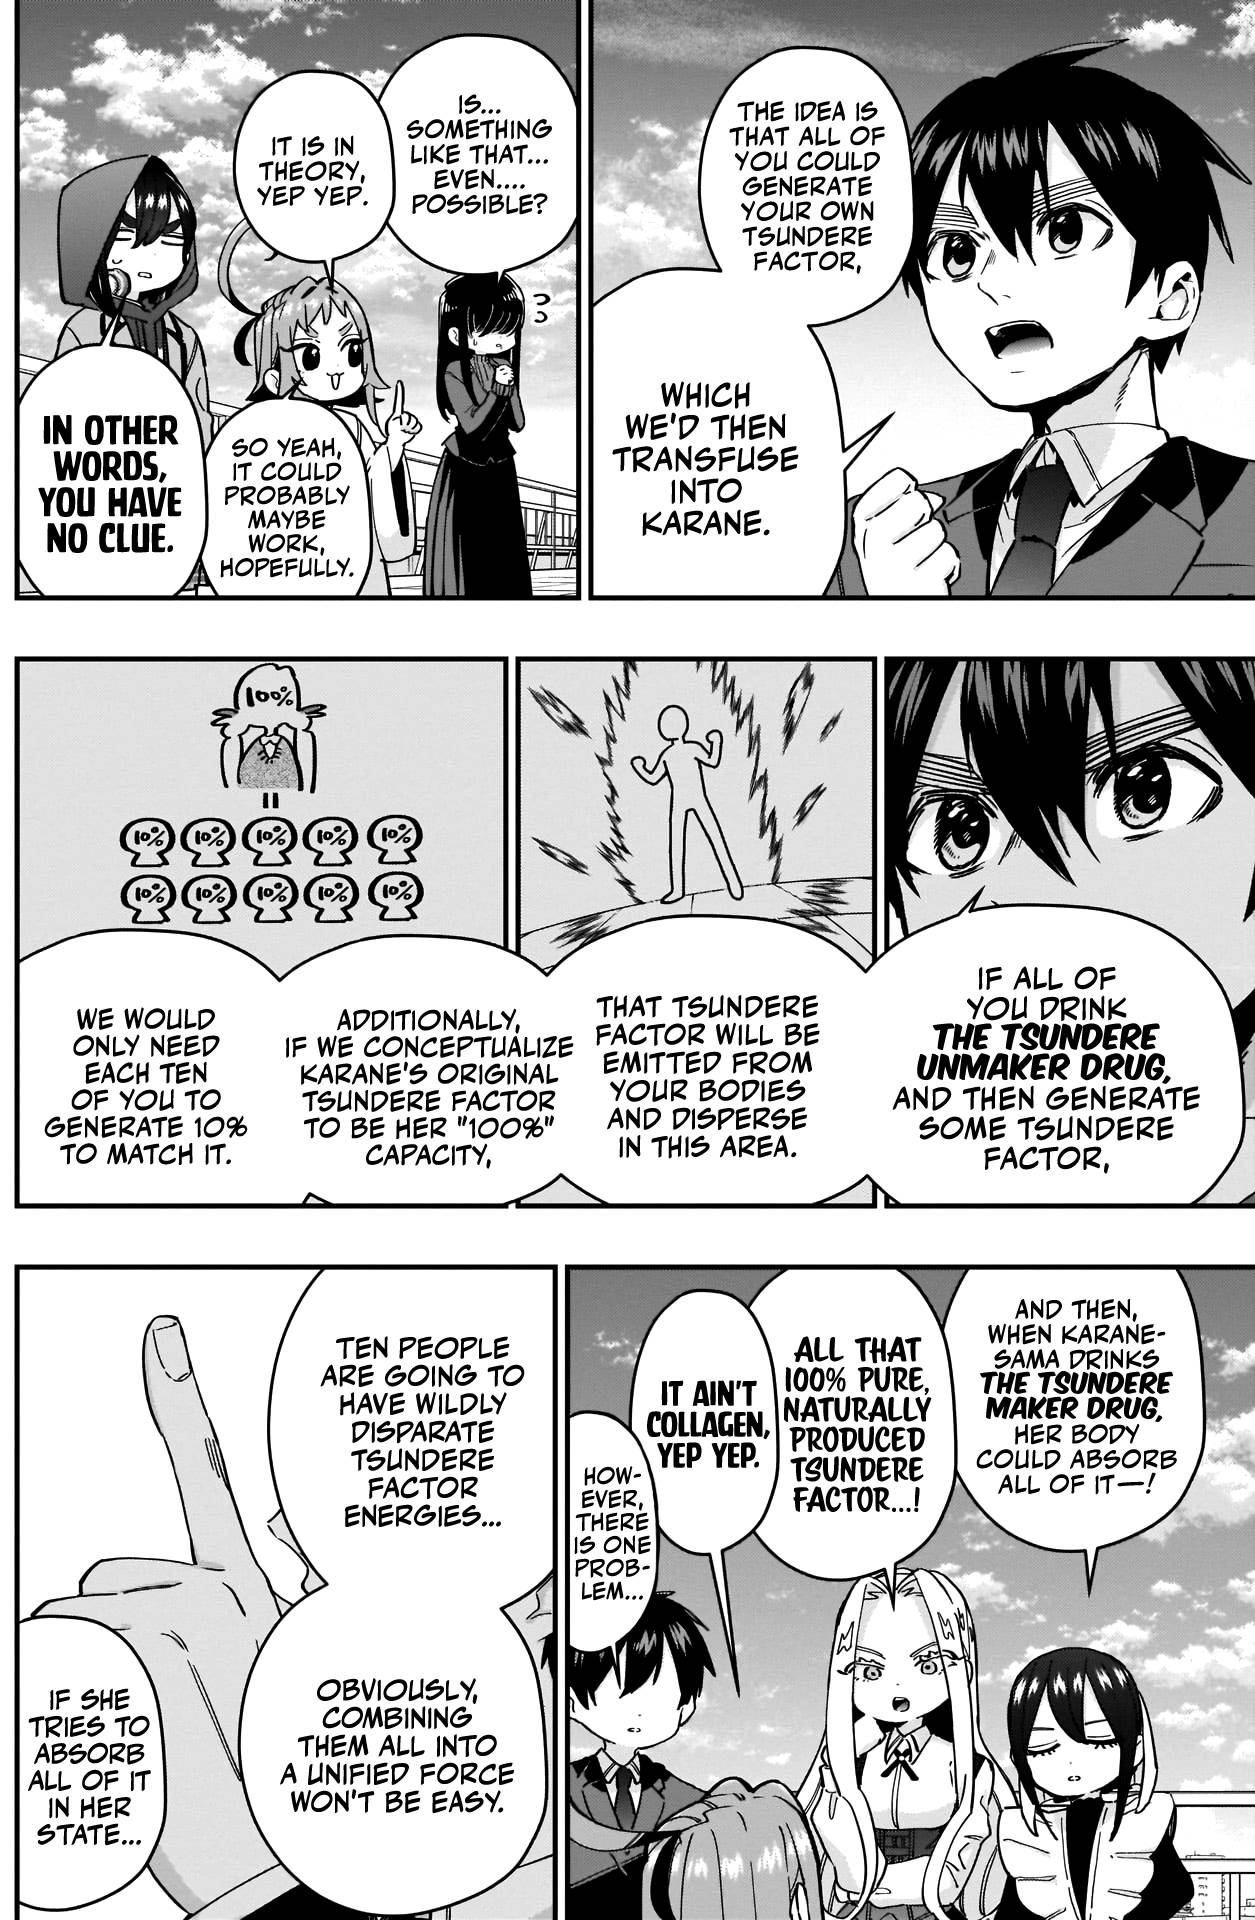 THE IDEA IS
THAT ALL OF
YOU COULD
GENERATE
YOUR OWN
TSUNDERE
FACTOR,
WHICH
WE'D THEN
TRANSFUSE
INTO
KARANE.
IS...
SOMETHING
LIKE THAT...
EVEN....
POSSIBLE?
IT IS IN
THEORY,
YEP YEP.
SO YEAH,
IT COULD
PROBABLY
MAYBE
WORK,
HOPEFULLY.
IN OTHER
WORDS,
YOU HAVE
NO CLUE.
IF ALL OF
YOU DRINK
THE TSUNDERE
UNMAKER DRUG,
AND THEN GENERATE
SOME TSUNDERE
FACTOR,
THAT TSUNDERE
FACTOR WILL BE
EMITTED FROM
YOUR BODIES
AND DISPERSE
IN THIS AREA.
ADDITIONALLY,
IF WE CONCEPTUALIZE
KARANE'S ORIGINAL
TSUNDERE FACTOR
TO BE HER "100%"
CAPACITY,
100%
=
10% 10% 10% 10% 10%
10% 10% 10% 10% 10%
WE WOULD
ONLY NEED
EACH TEN
OF YOU TO
GENERATE 10%
TO MATCH IT.
AND THEN,
WHEN KARANE-
SAMA DRINKS
THE TSUNDERE
MAKER DRUG,
HER BODY
COULD ABSORB
ALL OF IT—!
ALL THAT
100% PURE,
NATURALLY
PRODUCED
TSUNDERE
FACTOR...!
IT AIN'T
COLLAGEN,
YEP YEP.
HOW-
EVER,
THERE
IS ONE
PROB-
LEM...
TEN PEOPLE
ARE GOING TO
HAVE WILDLY
DISPARATE
TSUNDERE
FACTOR
ENERGIES...
OBVIOUSLY,
COMBINING
THEM ALL INTO
A UNIFIED FORCE
WON'T BE EASY.
IF SHE
TRIES TO
ABSORB
ALL OF IT
IN HER
STATE...